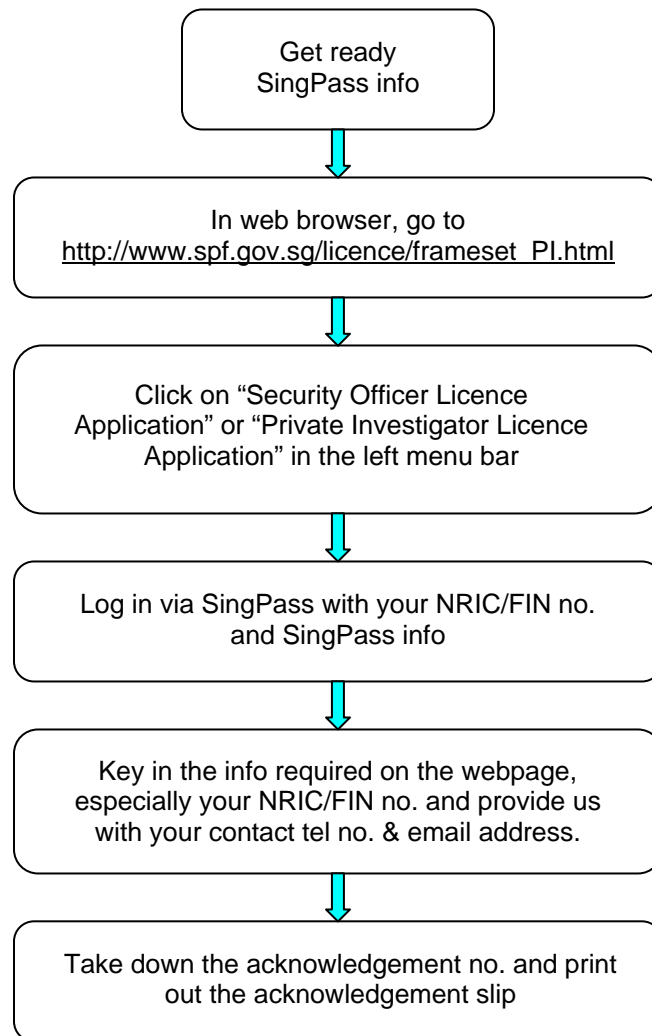 Get ready
SingPass info
In web browser, go to
http://www.spf.gov.sg/licence/frameset_PI.html
Click on “Security Officer Licence
Application” or “Private Investigator Licence
Application” in the left menu bar
Log in via SingPass with your NRIC/FIN no.
and SingPass info
Key in the info required on the webpage,
especially your NRIC/FIN no. and provide us
with your contact tel no. & email address.
Take down the acknowledgement no. and print
out the acknowledgement slip